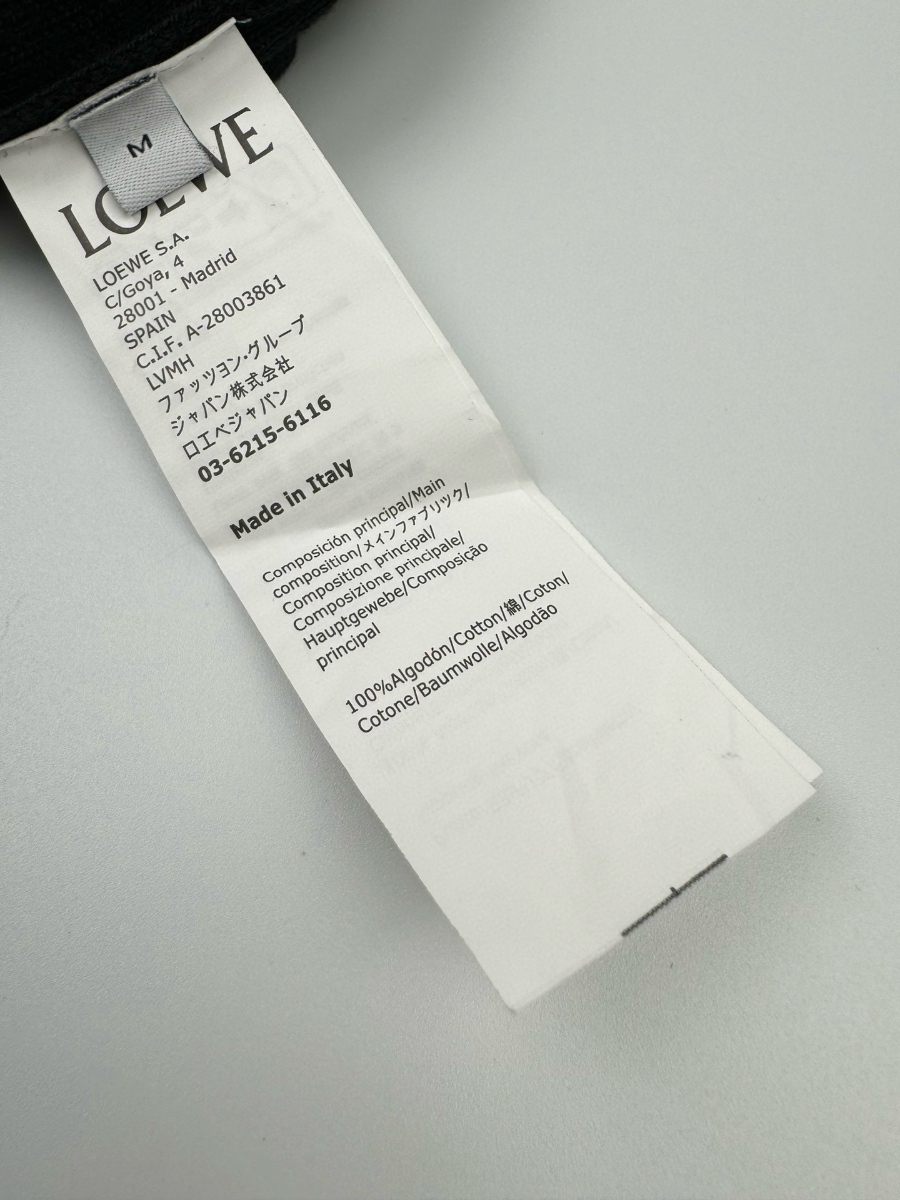 M
LOEWE
LOEWE S.A.
C/Goya, 4
28001 - Madrid
SPAIN
C.I.F. A-28003861
LVMH
ファッツヨン·グループ
ジャパン株式会社
ロエベジャパン
03-6215-6116
Made in Italy
Composición principal/Main
composition/メインファブリック/
Composition principal/
Composizione principale/
Hauptgewebe/Composição
principal
100%Algodón/Cotton/綿/Coton/
Cotone/Baumwolle/Algodão